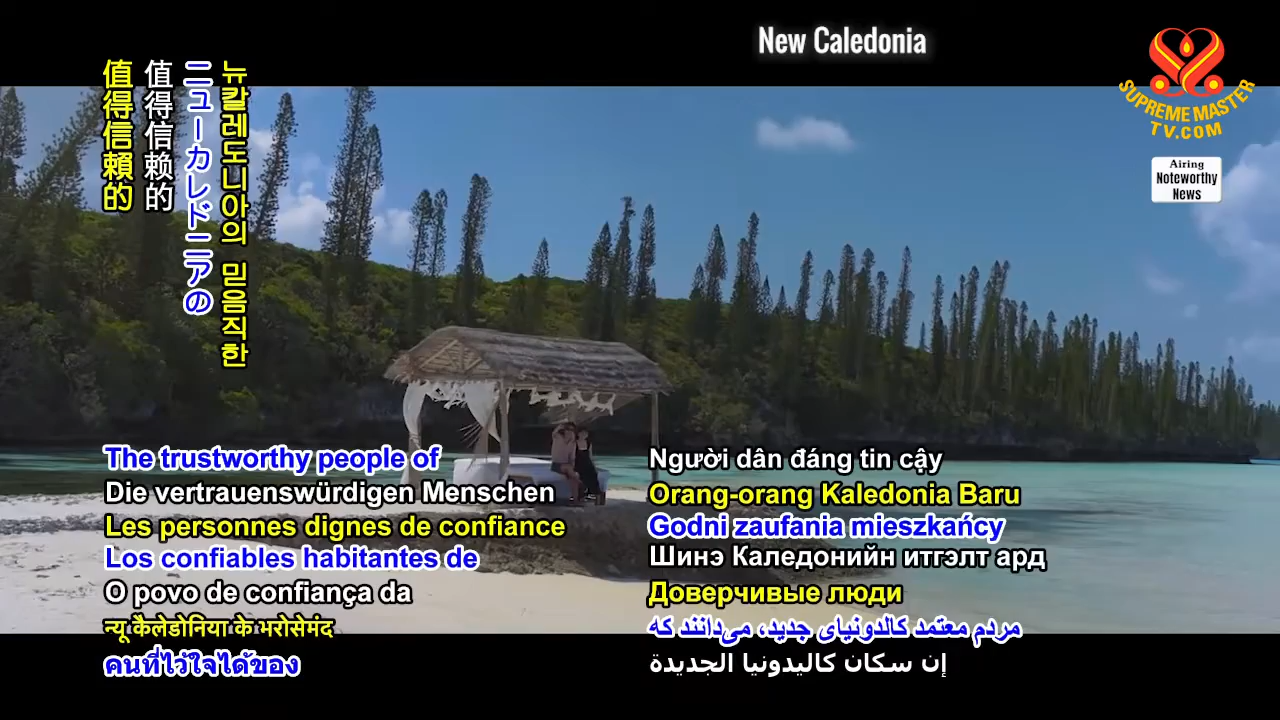 New Caledonia
SUPREME MASTER
TV.COM
Airing
Noteworthy
News
뉴칼레도니아의 믿음직한
ニューカレドニアの
值得信赖的
值得信賴的
The trustworthy people of
Die vertrauenswürdigen Menschen
Les personnes dignes de confiance
Los confiables habitantes de
O povo de confiança da
न्यू कैलेडोनिया के भरोसेमंद
คนที่ไว้ใจได้ของ
Người dân đáng tin cậy
Orang-orang Kaledonia Baru
Godni zaufania mieszkańcy
Шинэ Каледонийн итгэлт ард
Доверчивые люди
مردم معتمد کالدونیای جدید، می‌دانند که
إن سكان كاليدونيا الجديدة